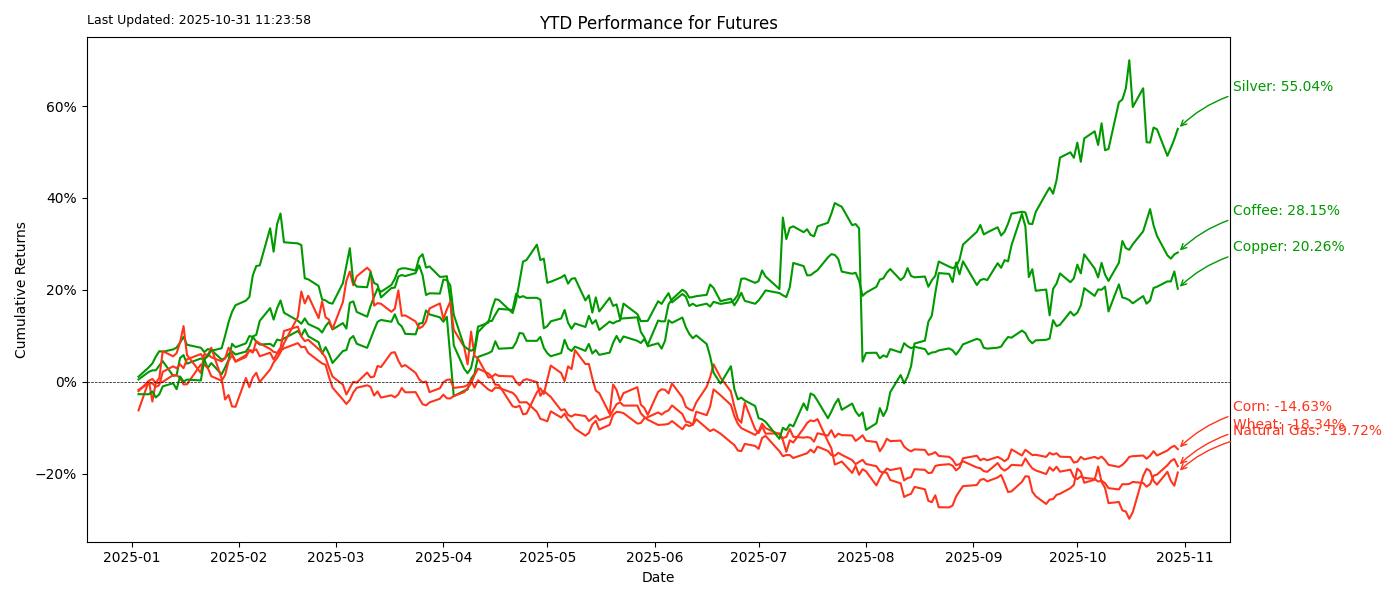 Last Updated: 2025-10-31 11:23:58
YTD Performance for Futures
Cumulative Returns
60%
40%
20%
0%
−20%
Silver: 55.04%
Coffee: 28.15%
Copper: 20.26%
Corn: -14.63%
Wheat: -18.34%
Natural Gas: -19.72%
2025-01
2025-02
2025-03
2025-04
2025-05
2025-06
2025-07
2025-08
2025-09
2025-10
2025-11
Date